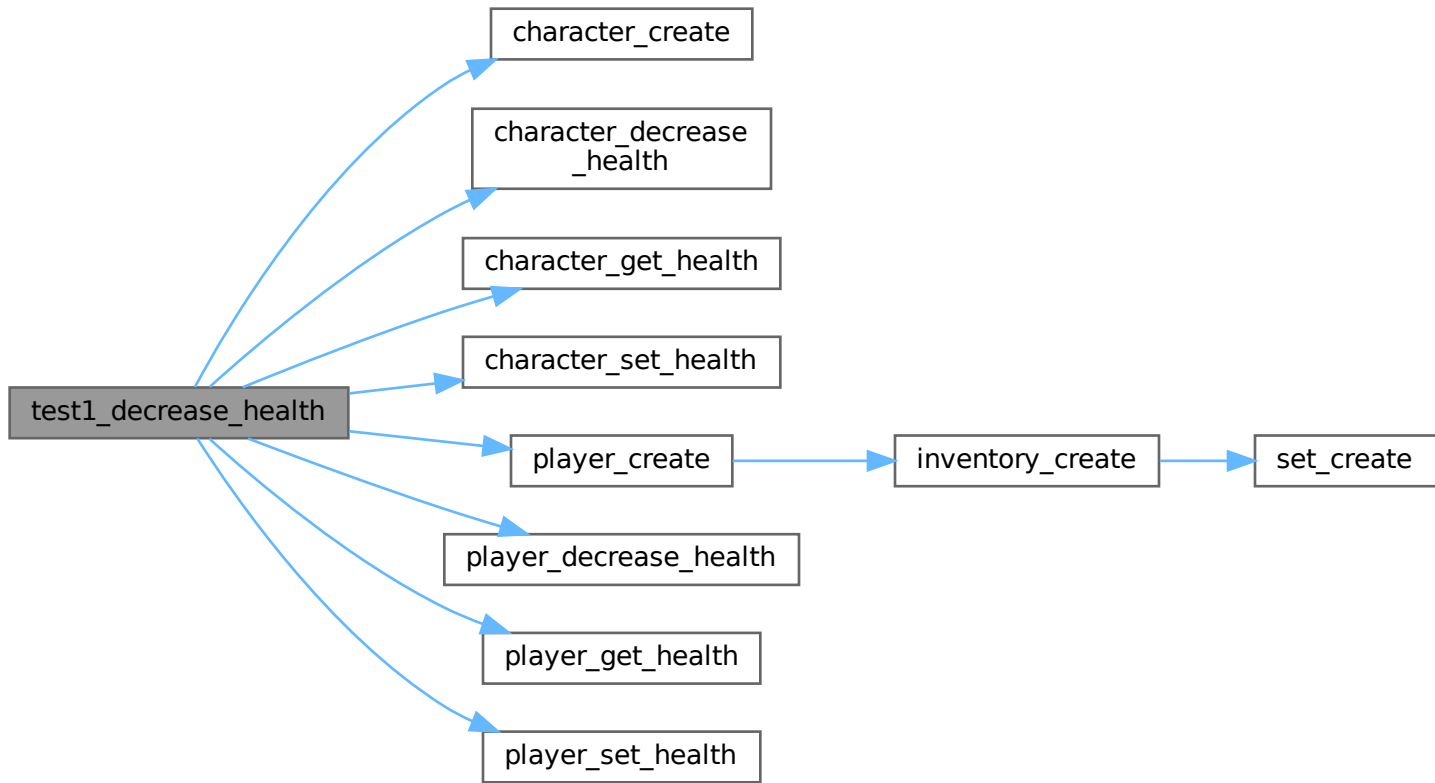 character_create
character_decrease
_health
character_get_health
character_set_health
test1_decrease_health
player_create
inventory_create
set_create
player_decrease_health
player_get_health
player_set_health